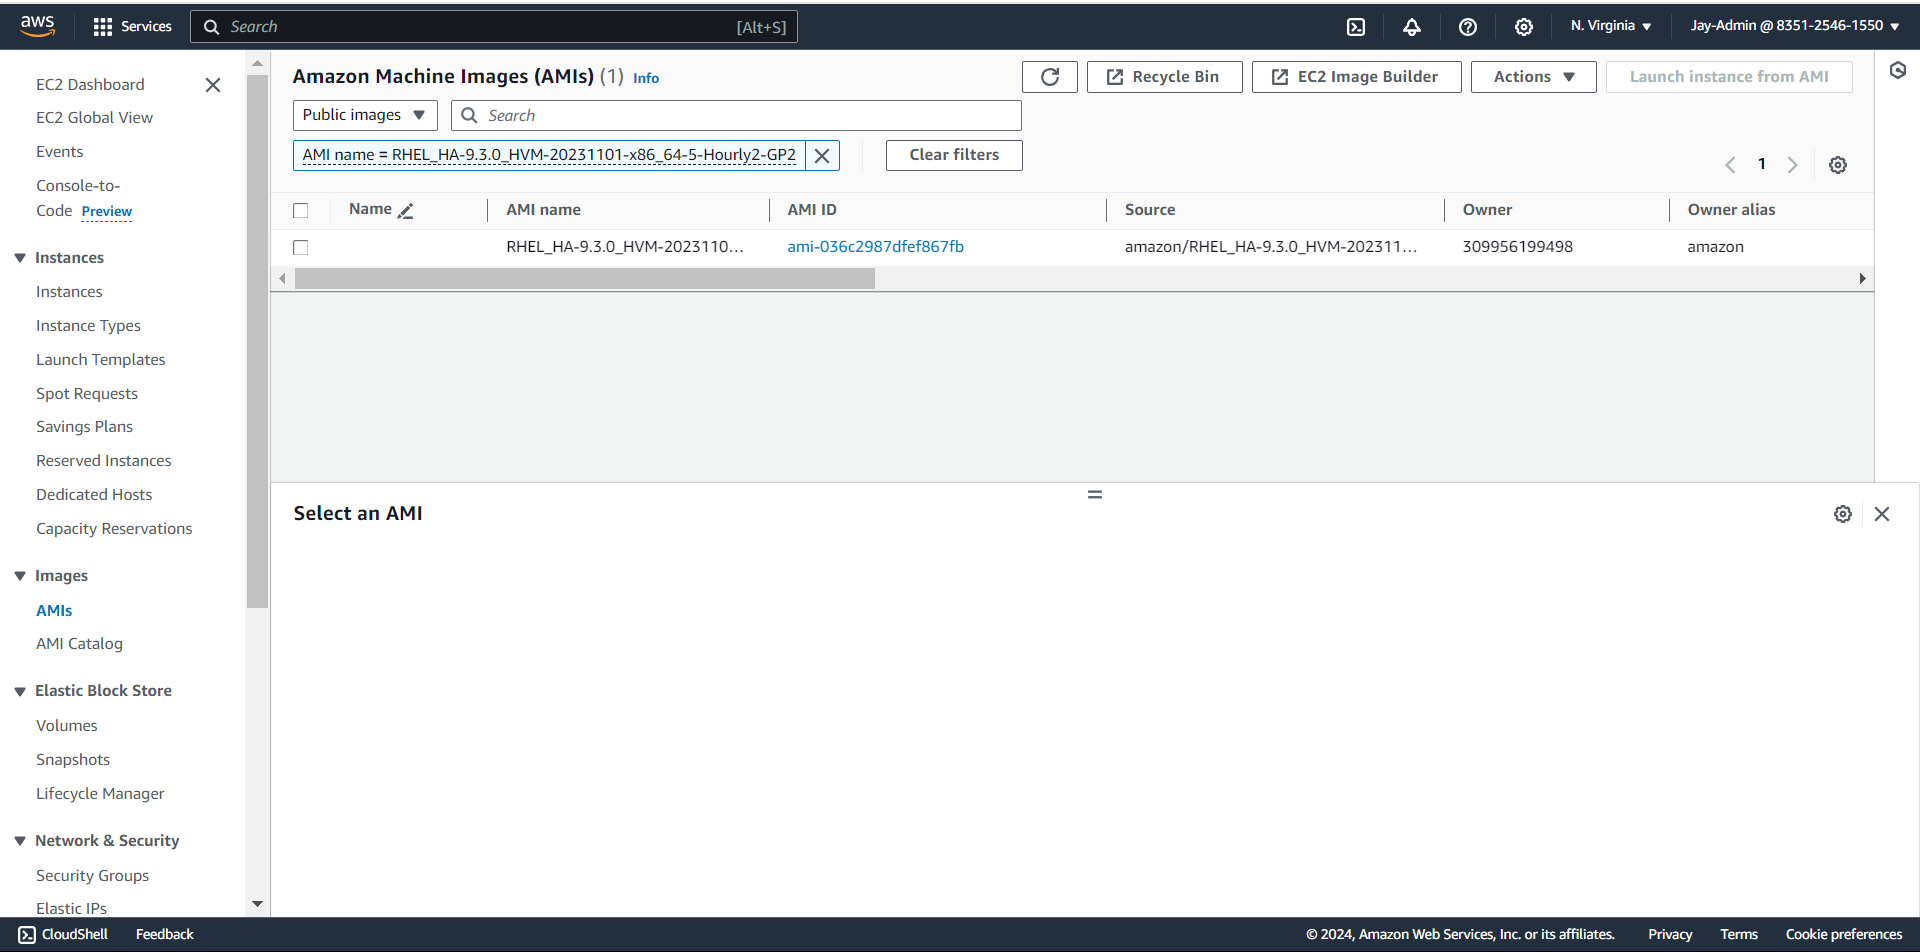 aws
Services
Search
[Alt+S]
N. Virginia
Jay-Admin @ 8351-2546-1550
EC2 Dashboard
EC2 Global View
Events
Console-to-
Code Preview
Instances
Instances
Instance Types
Launch Templates
Spot Requests
Savings Plans
Reserved Instances
Dedicated Hosts
Capacity Reservations
Images
AMIs
AMI Catalog
Elastic Block Store
Volumes
Snapshots
Lifecycle Manager
Network & Security
Security Groups
Elastic IPs
Amazon Machine Images (AMIs) (1) Info
Recycle Bin
EC2 Image Builder
Actions
Launch instance from AMI
Public images
Search
AMI name = RHEL_HA-9.3.0_HVM-20231101-x86_64-5-Hourly2-GP2
Clear filters
1
Name
AMI name
AMI ID
Source
Owner
Owner alias
RHEL_HA-9.3.0_HVM-2023110...
ami-036c2987dfef867fb
amazon/RHEL_HA-9.3.0_HVM-202311...
309956199498
amazon
Select an AMI
CloudShell
Feedback
© 2024, Amazon Web Services, Inc. or its affiliates.
Privacy
Terms
Cookie preferences